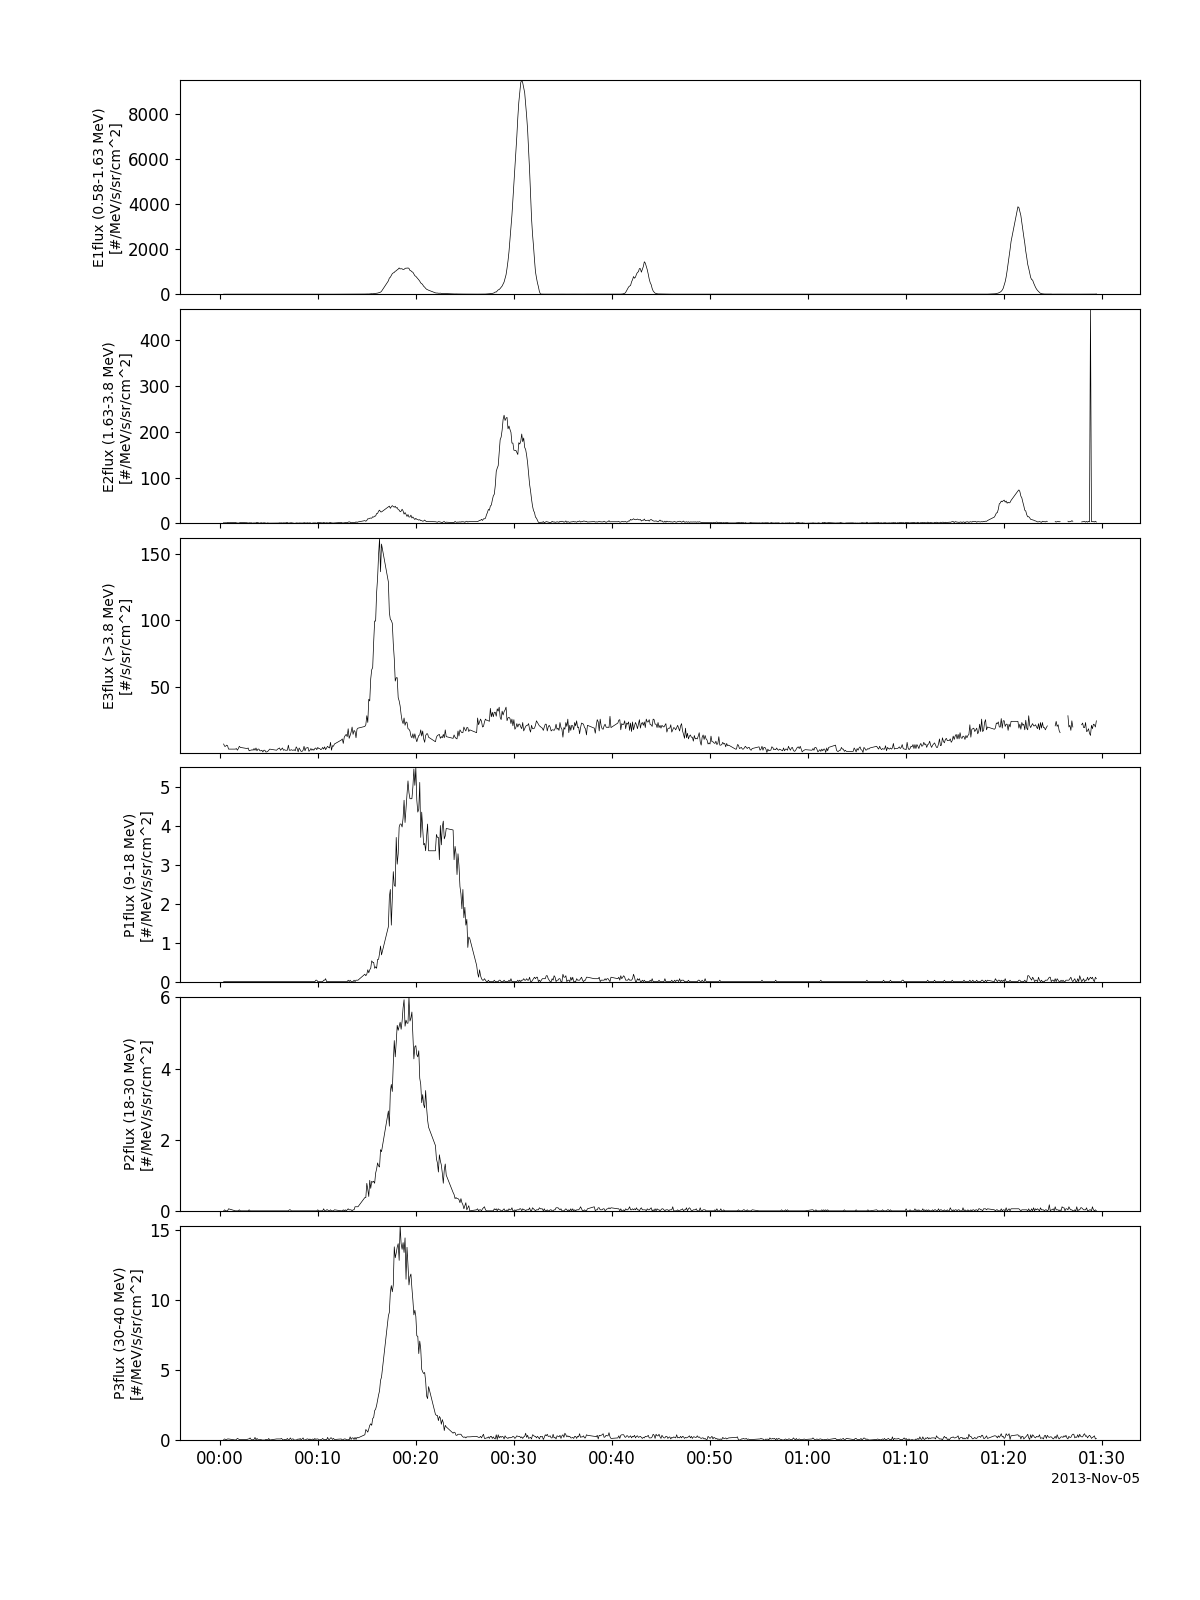 E1flux (0.58-1.63 MeV)
[#/MeV/s/sr/cm^2]
8000
6000
4000
2000
0
E2flux (1.63-3.8 MeV)
[#/MeV/s/sr/cm^2]
400
300
200
100
0
E3flux (>3.8 MeV)
[#/s/sr/cm^2]
150
100
50
P1flux (9-18 MeV)
[#/MeV/s/sr/cm^2]
5
4
3
2
1
0
P2flux (18-30 MeV)
[#/MeV/s/sr/cm^2]
6
4
2
0
P3flux (30-40 MeV)
[#/MeV/s/sr/cm^2]
15
10
5
0
00:00 00:10 00:20 00:30 00:40 00:50 01:00 01:10 01:20 01:30
2013-Nov-05